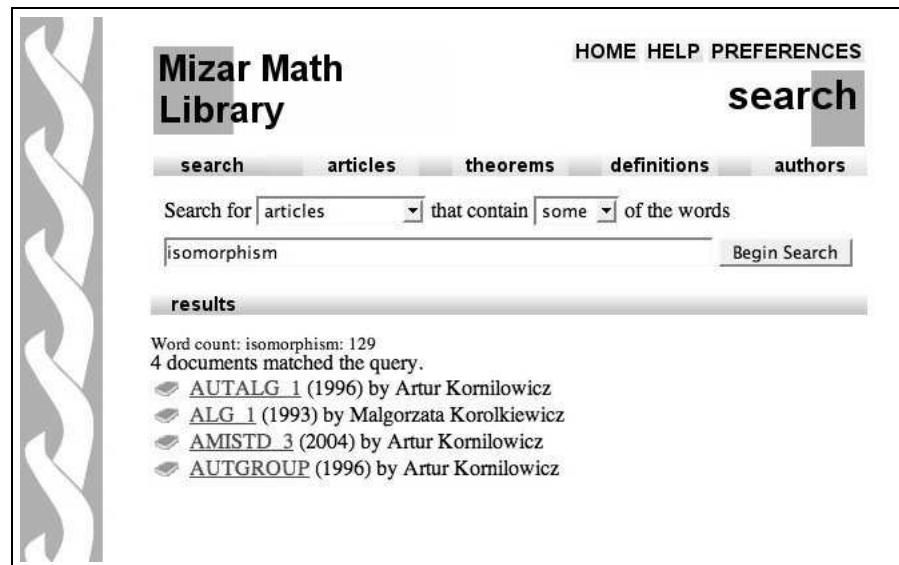 Mizar Math
Library
HOME HELP PREFERENCES
search
search articles theorems definitions authors
Search for articles that contain some of the words
isomorphism Begin Search
results
Word count: isomorphism: 129
4 documents matched the query.
AUTALG_1 (1996) by Artur Kornilowicz
ALG_1 (1993) by Malgorzata Korolkiewicz
AMISTD_3 (2004) by Artur Kornilowicz
AUTGROUP (1996) by Artur Kornilowicz